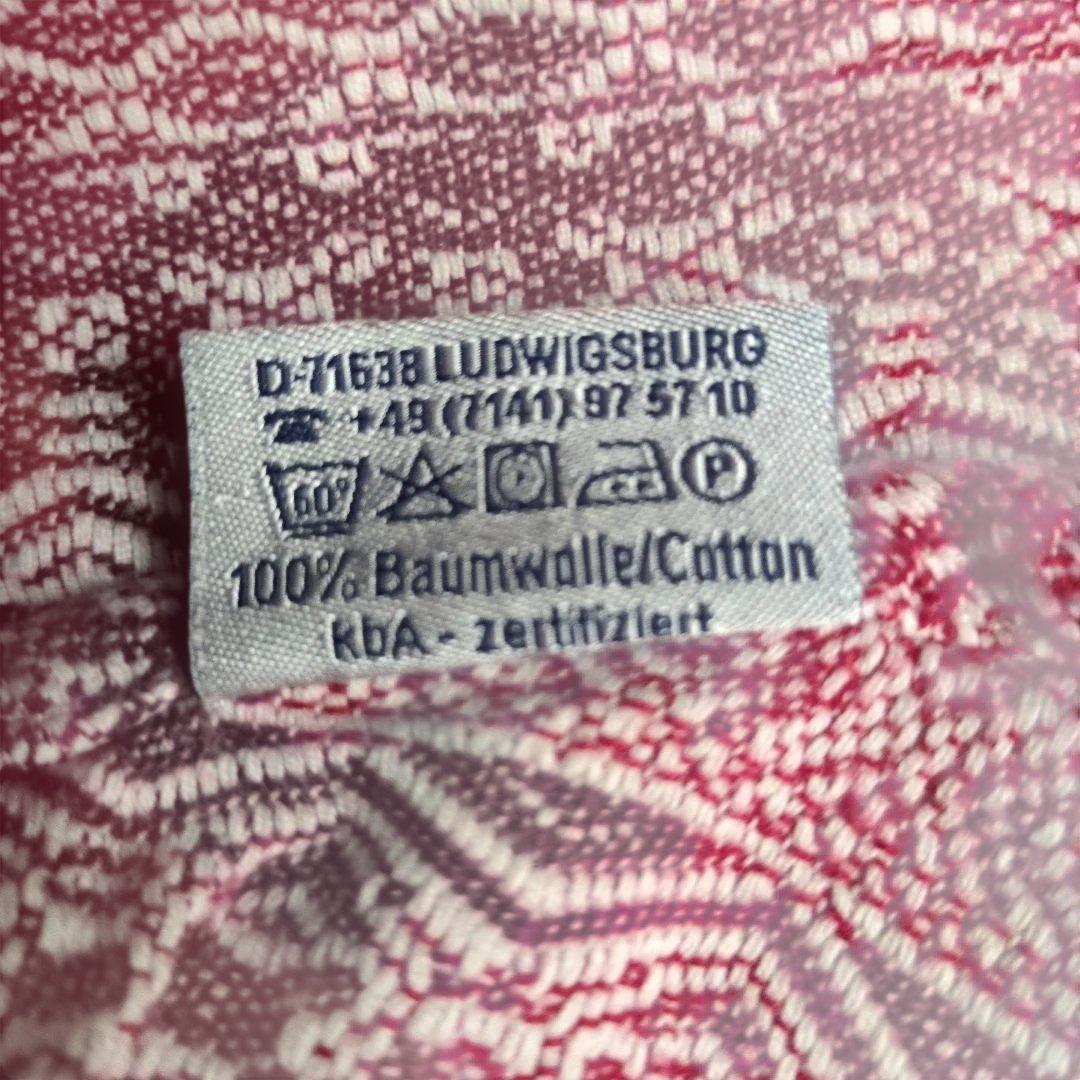 D-71638 LUDWIGSBURG
☎ +49 (7141) 97 57 10
60° P
100% Baumwolle/Cotton
kbA - zertifiziert